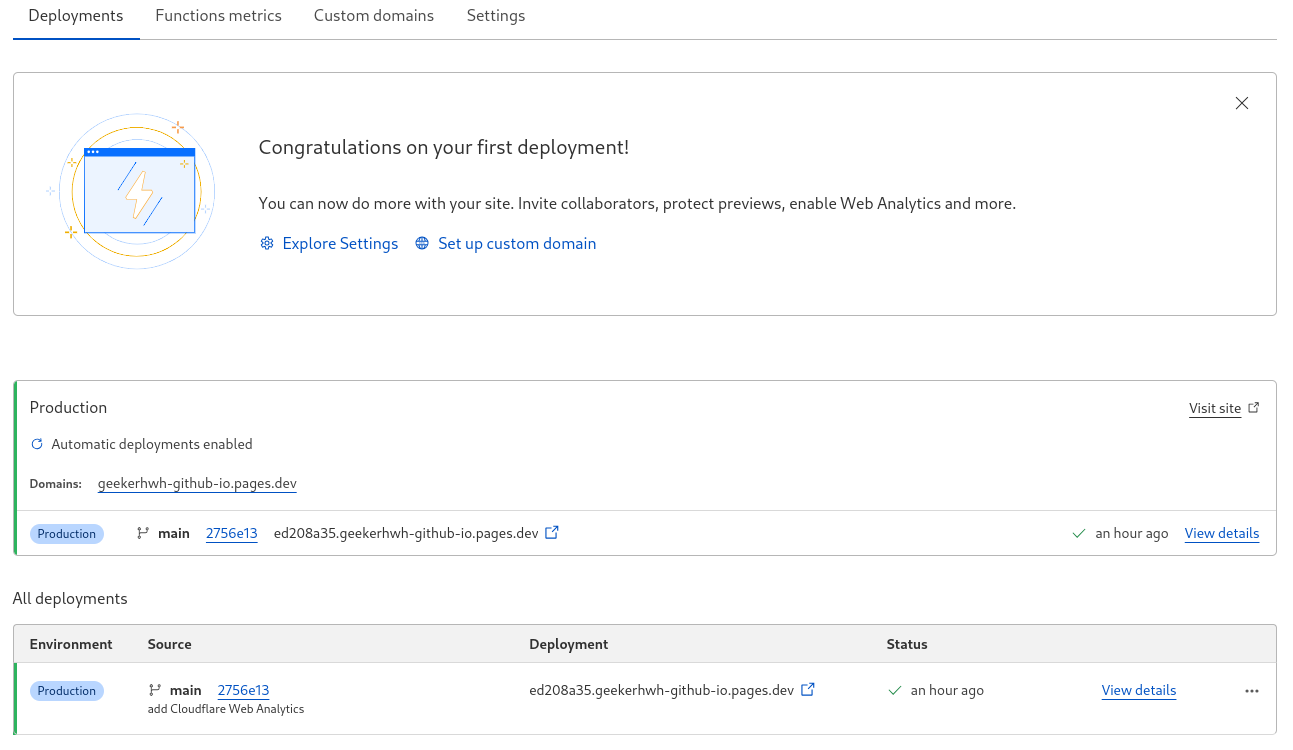 Deployments Functions metrics Custom domains Settings
Congratulations on your first deployment!
You can now do more with your site. Invite collaborators, protect previews, enable Web Analytics and more.
Explore Settings Set up custom domain
Production Visit site
Automatic deployments enabled
Domains: geekerhwh-github-io.pages.dev
Production main 2756e13 ed208a35.geekerhwh-github-io.pages.dev an hour ago View details
All deployments
Environment Source Deployment Status
Production main 2756e13 ed208a35.geekerhwh-github-io.pages.dev an hour ago View details
add Cloudflare Web Analytics